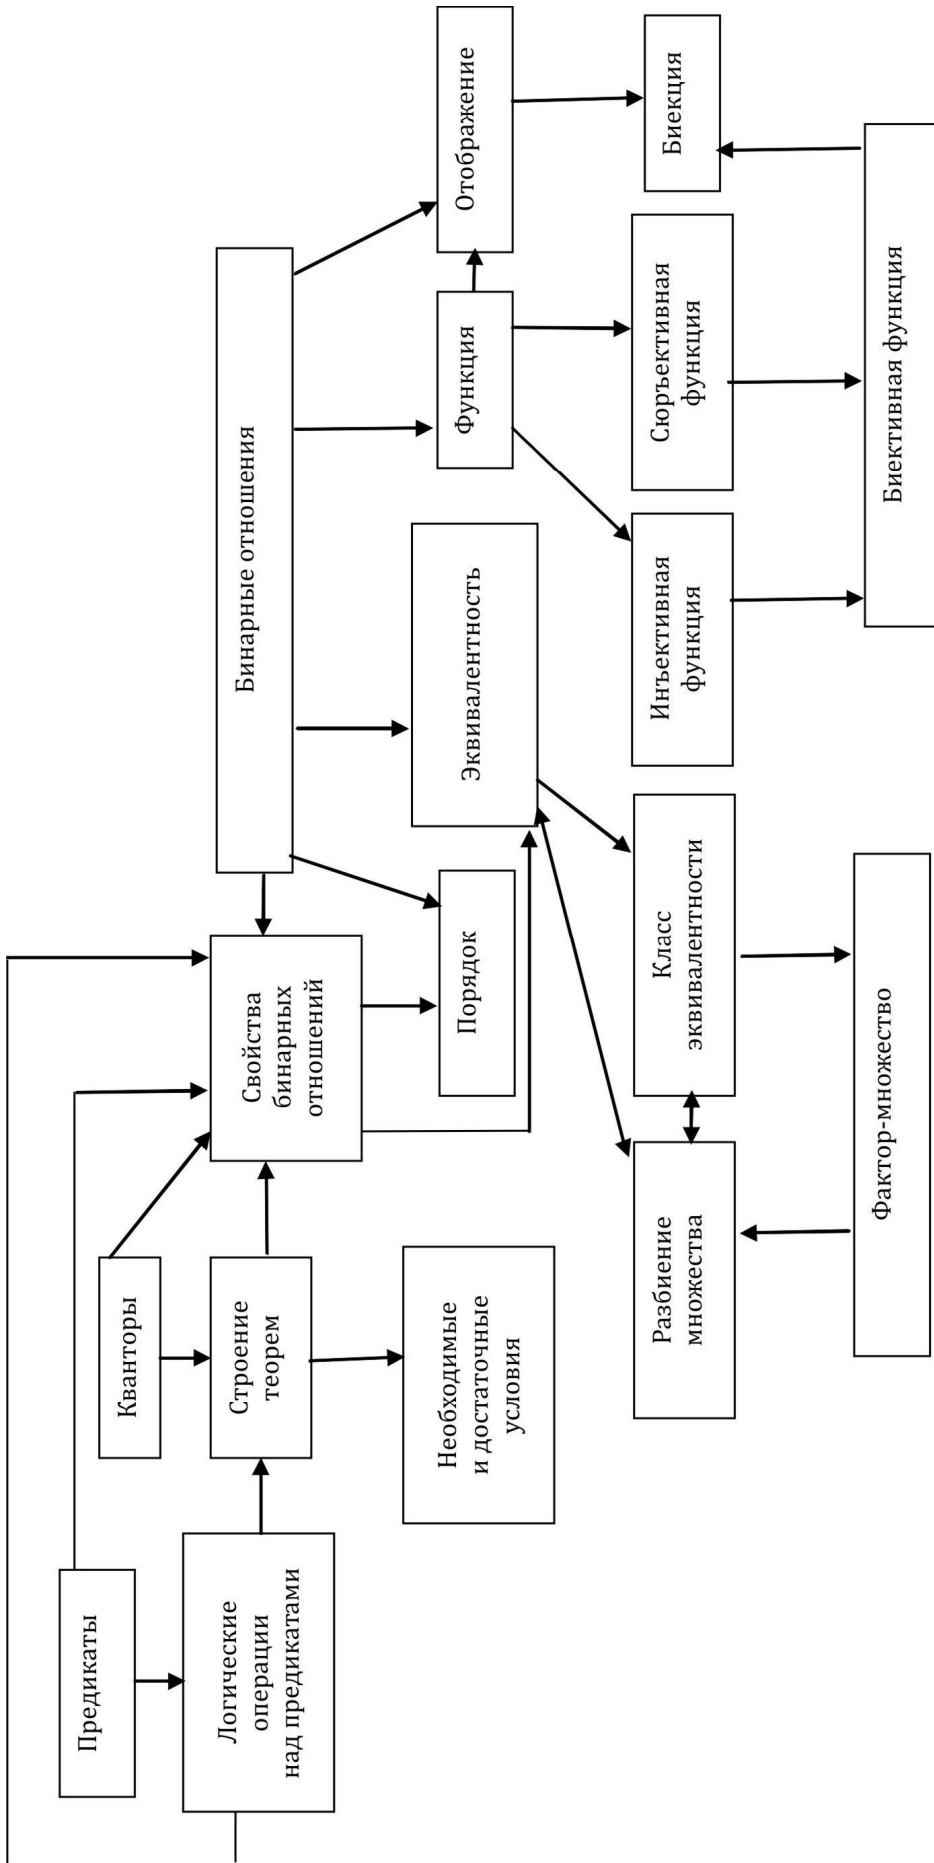 Предикаты
Кванторы
Логические
операции
над предикатами
Строение
теорем
Свойства
бинарных
отношений
Бинарные отношения
Необходимые
и достаточные
условия
Порядок
Эквивалентность
Функция
Отображение
Разбиение
множества
Класс
эквивалентности
Инъективная
функция
Сюръективная
функция
Биекция
Фактор-множество
Биективная функция